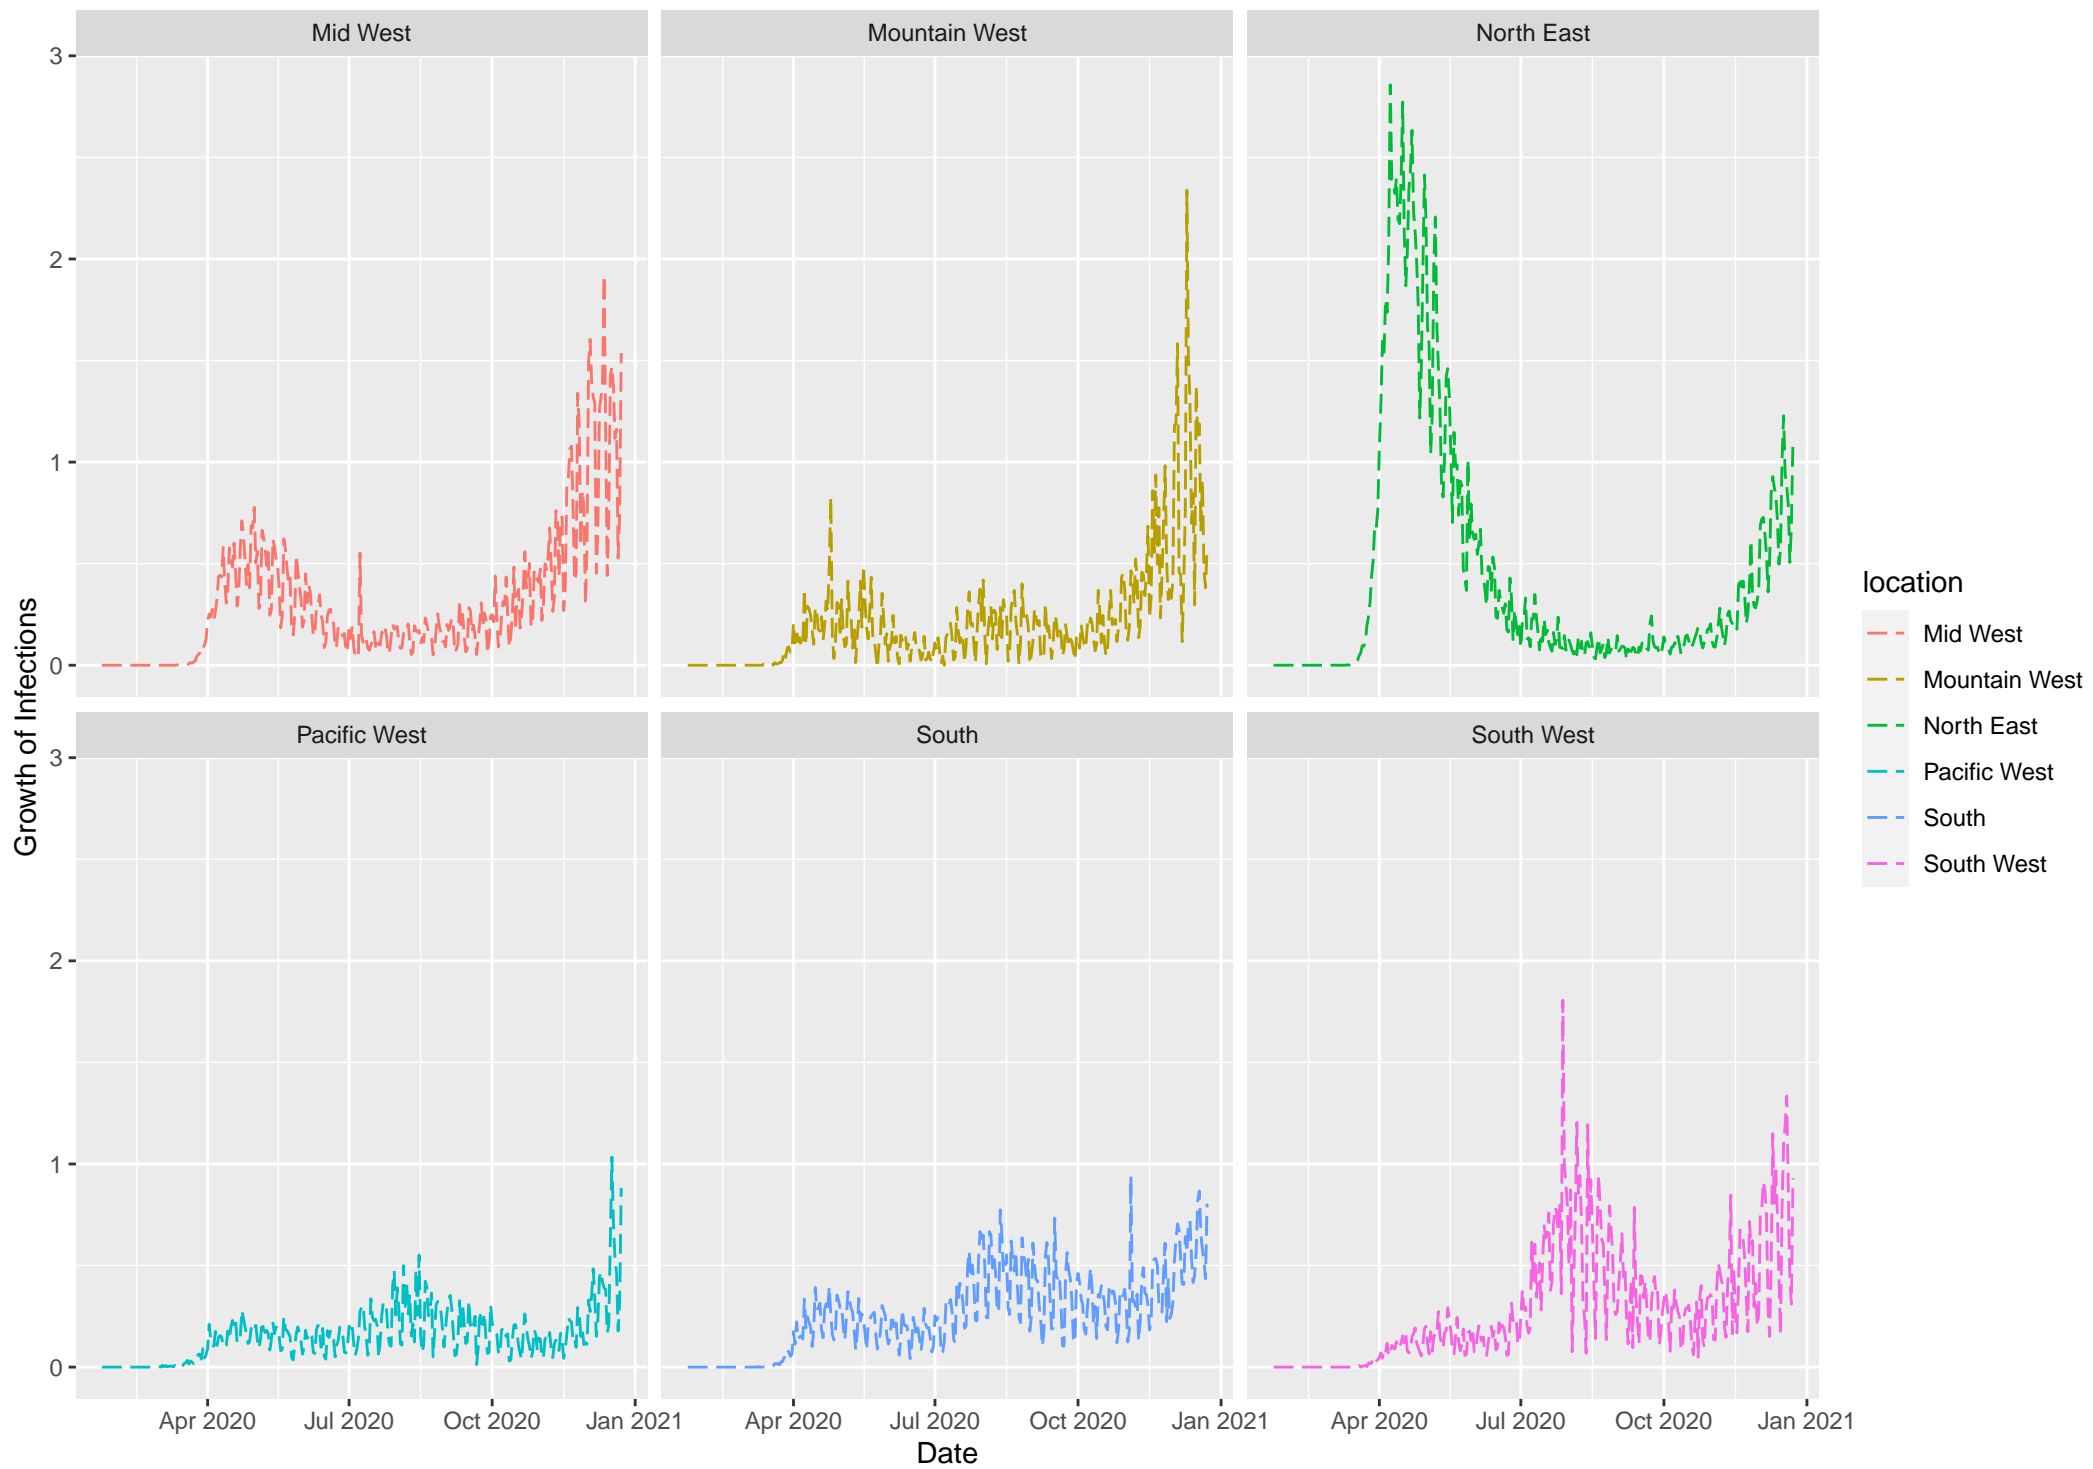 Mid West
Mountain West
North East
3
2
1
0
Pacific West
South
South West
3
2
1
0
Growth of Infections
Apr 2020
Jul 2020
Oct 2020
Jan 2021
Apr 2020
Jul 2020
Oct 2020
Jan 2021
Apr 2020
Jul 2020
Oct 2020
Jan 2021
Date
location
Mid West
Mountain West
North East
Pacific West
South
South West